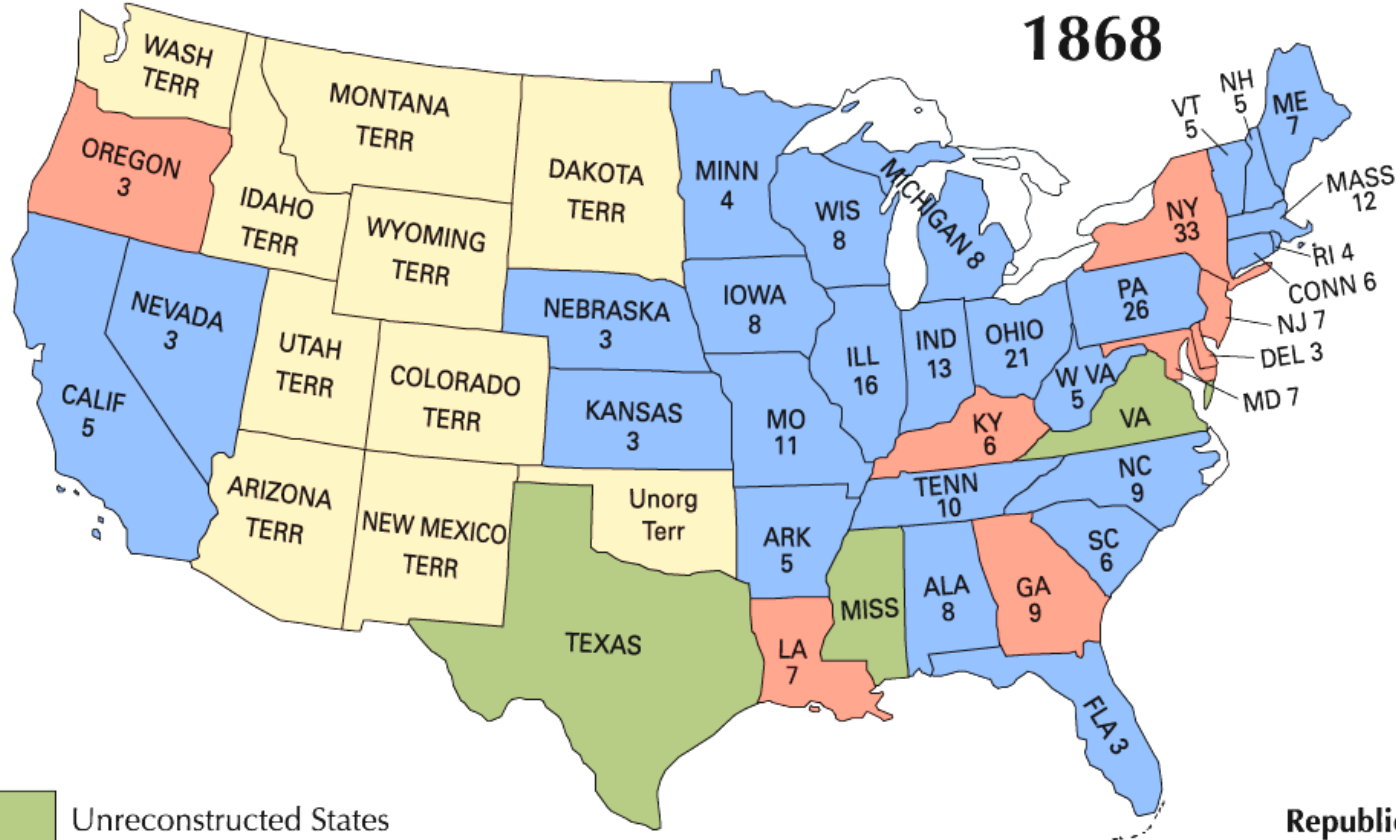 1868
WASH
TERR
MONTANA
TERR
OREGON
3
IDAHO
TERR
WYOMING
TERR
DAKOTA
TERR
MINN
4
WIS
8
MICHIGAN 8
NH
5
VT
5
ME
7
MASS
12
NY
33
RI 4
CONN 6
NJ 7
DEL 3
MD 7
PA
26
NEVADA
3
CALIF
5
UTAH
TERR
COLORADO
TERR
NEBRASKA
3
IOWA
8
KANSAS
3
MO
11
ILL
16
IND
13
OHIO
21
W VA
5
VA
KY
6
TENN
10
NC
9
SC
6
ARIZONA
TERR
NEW MEXICO
TERR
Unorg
Terr
ARK
5
TEXAS
LA
7
MISS
ALA
8
GA
9
FLA 3
Unreconstructed States
Republic